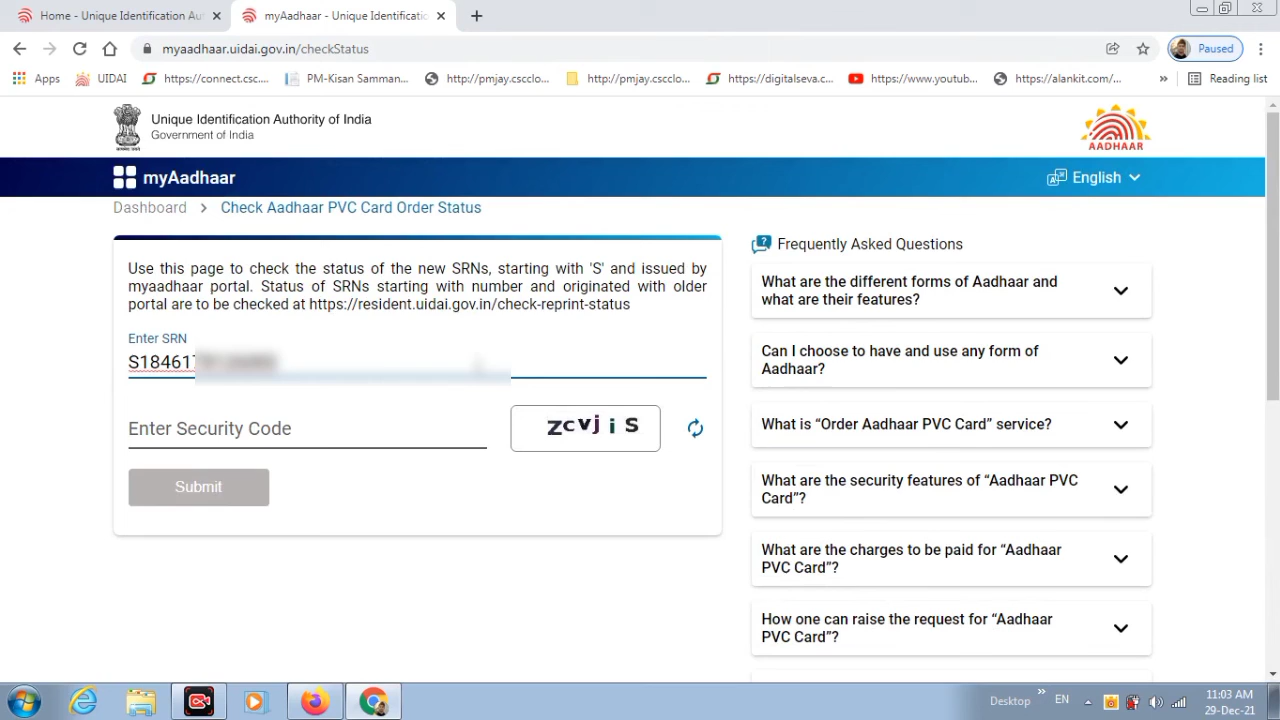 Home - Unique Identification Aut
myAadhaar - Unique Identificatic
myaadhaar.uidai.gov.in/checkStatus
Paused
Apps
UIDAI
https://connect.csc....
PM-Kisan Samman...
http://pmjay.csccclo...
http://pmjay.csccclo...
https://digitalseva.c...
https://www.youtub...
https://alankit.com/...
»
Reading list
Unique Identification Authority of India
Government of India
AADHAAR
myAadhaar
English
Dashboard > Check Aadhaar PVC Card Order Status
Use this page to check the status of the new SRNs, starting with 'S' and issued by
myaadhaar portal. Status of SRNs starting with number and originated with older
portal are to be checked at https://resident.uidai.gov.in/check-reprint-status
Enter SRN
S184617
Enter Security Code
zcvjiS
Submit
Frequently Asked Questions
What are the different forms of Aadhaar and
what are their features?
Can I choose to have and use any form of
Aadhaar?
What is “Order Aadhaar PVC Card” service?
What are the security features of “Aadhaar PVC
Card”?
What are the charges to be paid for “Aadhaar
PVC Card”?
How one can raise the request for “Aadhaar
PVC Card”?
Desktop
»
EN
11:03 AM
29-Dec-21